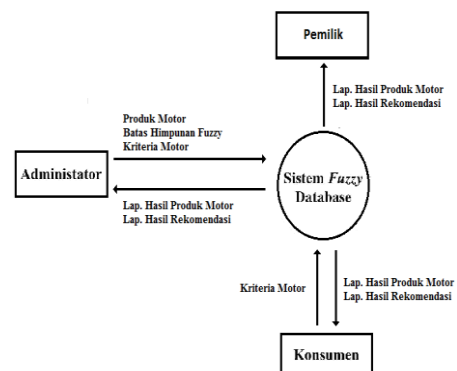 Pemilik
Lap. Hasil Produk Motor
Lap. Hasil Rekomendasi
Produk Motor
Batas Himpunan Fuzzy
Kriteria Motor
Administator
Sistem Fuzzy
Database
Lap. Hasil Produk Motor
Lap. Hasil Rekomendasi
Kriteria Motor
Lap. Hasil Produk Motor
Lap. Hasil Rekomendasi
Konsumen